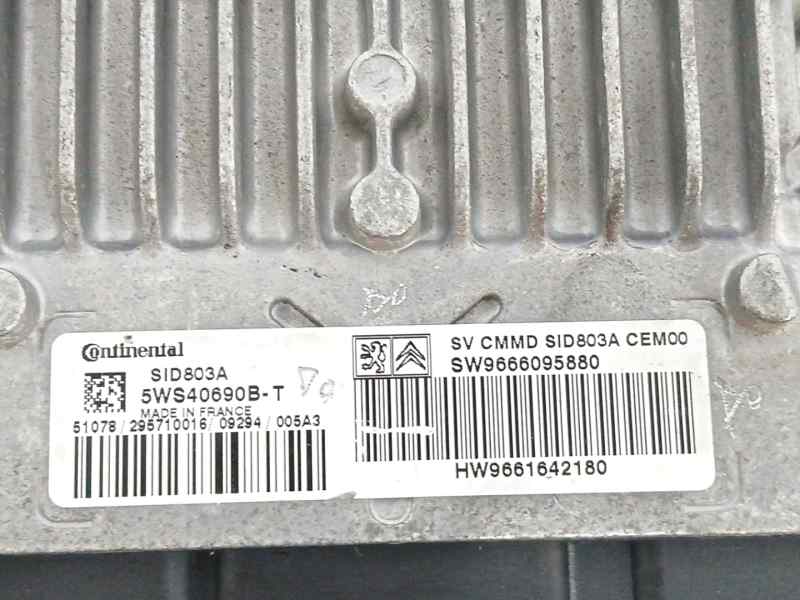 Continental
SID803A
5WS40690B-T
MADE IN FRANCE
51078/295710016/09294/005A3
SV CMMD SID803A CEM00
SW9666095880
HW9661642180